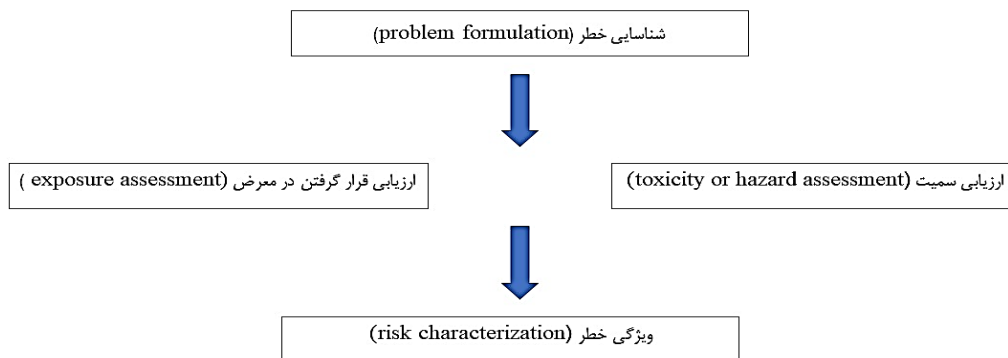 شناسایی خطر (problem formulation)
ارزیابی سمیت (toxicity or hazard assessment)
ارزیابی قرار گرفتن در معرض (exposure assessment )
ویژگی خطر (risk characterization)